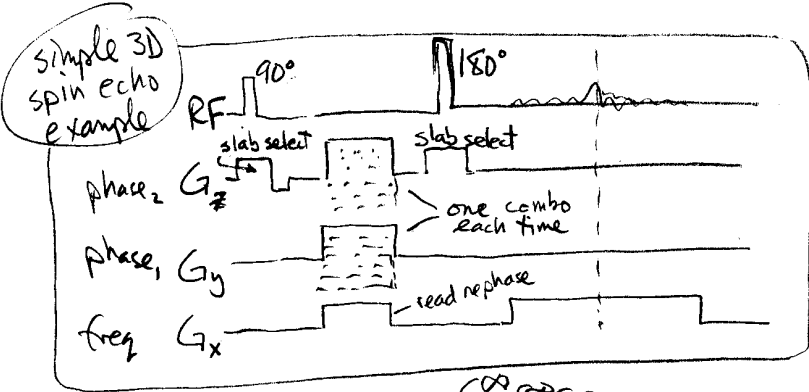 simple 3D
spin echo
example
RF
90°
180°
slab select
slab select
phase₂ Gz
one combo
each time
phase₁ Gy
read rephase
freq Gx